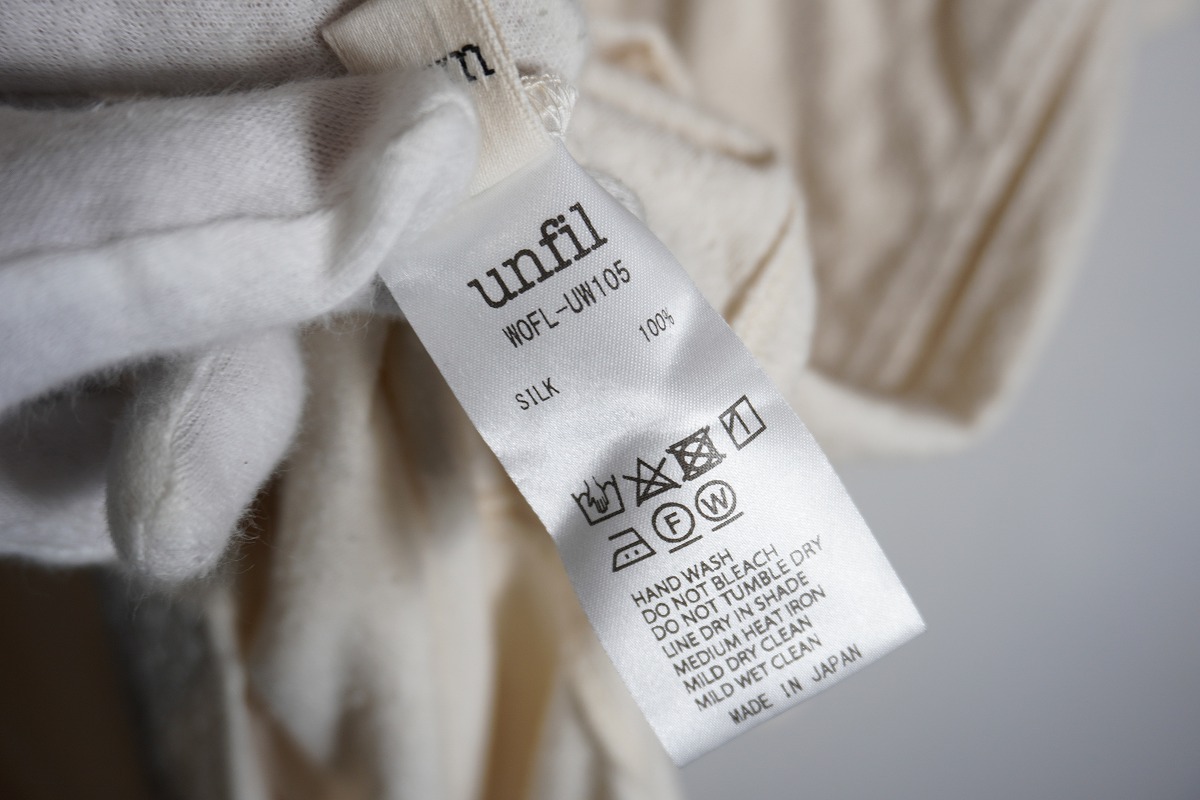 unfil
WOFL-UW105
100%
SILK
F W
HAND WASH
DO NOT BLEACH
DO NOT TUMBLE DRY
LINE DRY IN SHADE
MEDIUM HEAT IRON
MILD DRY CLEAN
MILD WET CLEAN
MADE IN JAPAN